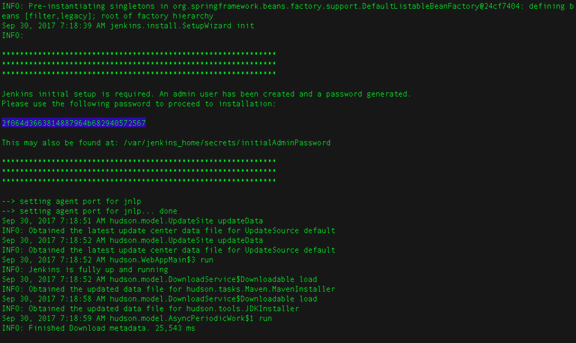 INFO: Pre-instantiating singletons in org.springframework.beans.factory.support.DefaultListableBeanFactory@24cf7404: defining b
eans [filter,legacy]; root of factory hierarchy
Sep 30, 2017 7:18:39 AM jenkins.install.SetupWizard init
INFO:
*************************************************************
*************************************************************
*************************************************************
Jenkins initial setup is required. An admin user has been created and a password generated.
Please use the following password to proceed to installation:
2f064d3663814887964b682940572567
This may also be found at: /var/jenkins_home/secrets/initialAdminPassword
*************************************************************
*************************************************************
*************************************************************
--> setting agent port for jnlp
--> setting agent port for jnlp... done
Sep 30, 2017 7:18:51 AM hudson.model.UpdateSite updateData
INFO: Obtained the latest update center data file for UpdateSource default
Sep 30, 2017 7:18:52 AM hudson.model.UpdateSite updateData
INFO: Obtained the latest update center data file for UpdateSource default
Sep 30, 2017 7:18:52 AM hudson.WebAppMain$3 run
INFO: Jenkins is fully up and running
Sep 30, 2017 7:18:52 AM hudson.model.DownloadService$Downloadable load
INFO: Obtained the updated data file for hudson.tasks.Maven.MavenInstaller
Sep 30, 2017 7:18:58 AM hudson.model.DownloadService$Downloadable load
INFO: Obtained the updated data file for hudson.tools.JDKInstaller
Sep 30, 2017 7:18:59 AM hudson.model.AsyncPeriodicWork$1 run
INFO: Finished Download metadata. 25,543 ms